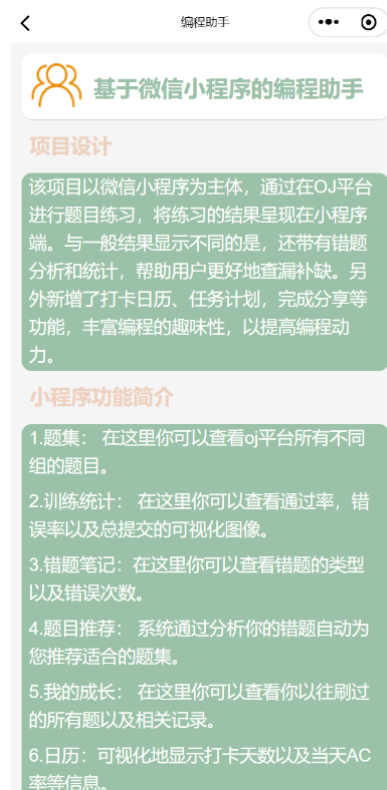 编程助手
基于微信小程序的编程助手
项目设计
该项目以微信小程序为主体，通过在OJ平台
进行题目练习，将练习的结果呈现在小程序
端。与一般结果显示不同的是，还带有错题
分析和统计，帮助用户更好地查漏补缺。另
外新增了打卡日历、任务计划，完成分享等
功能，丰富编程的趣味性，以提高编程动
力。
小程序功能简介
1.题集： 在这里你可以查看oj平台所有不同
组的题目。
2.训练统计： 在这里你可以查看通过率，错
误率以及总提交的可视化图像。
3.错题笔记：在这里你可以查看错题的类型
以及错误次数。
4.题目推荐： 系统通过分析你的错题自动为
您推荐适合的题集。
5.我的成长： 在这里你可以查看你以往刷过
的所有题以及相关记录。
6.日历：可视化地显示打卡天数以及当天AC
率等信息。